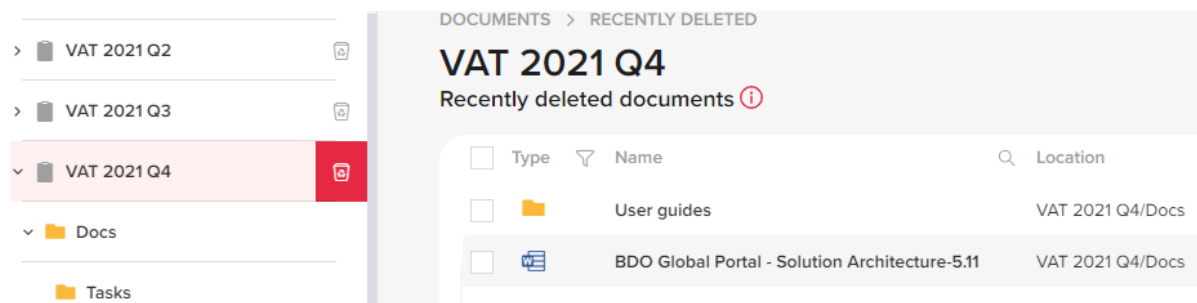 VAT 2021 Q2
VAT 2021 Q3
VAT 2021 Q4
Docs
Tasks
DOCUMENTS > RECENTLY DELETED
VAT 2021 Q4
Recently deleted documents
Type Name Location
User guides VAT 2021 Q4/Docs
BDO Global Portal - Solution Architecture-5.11 VAT 2021 Q4/Docs